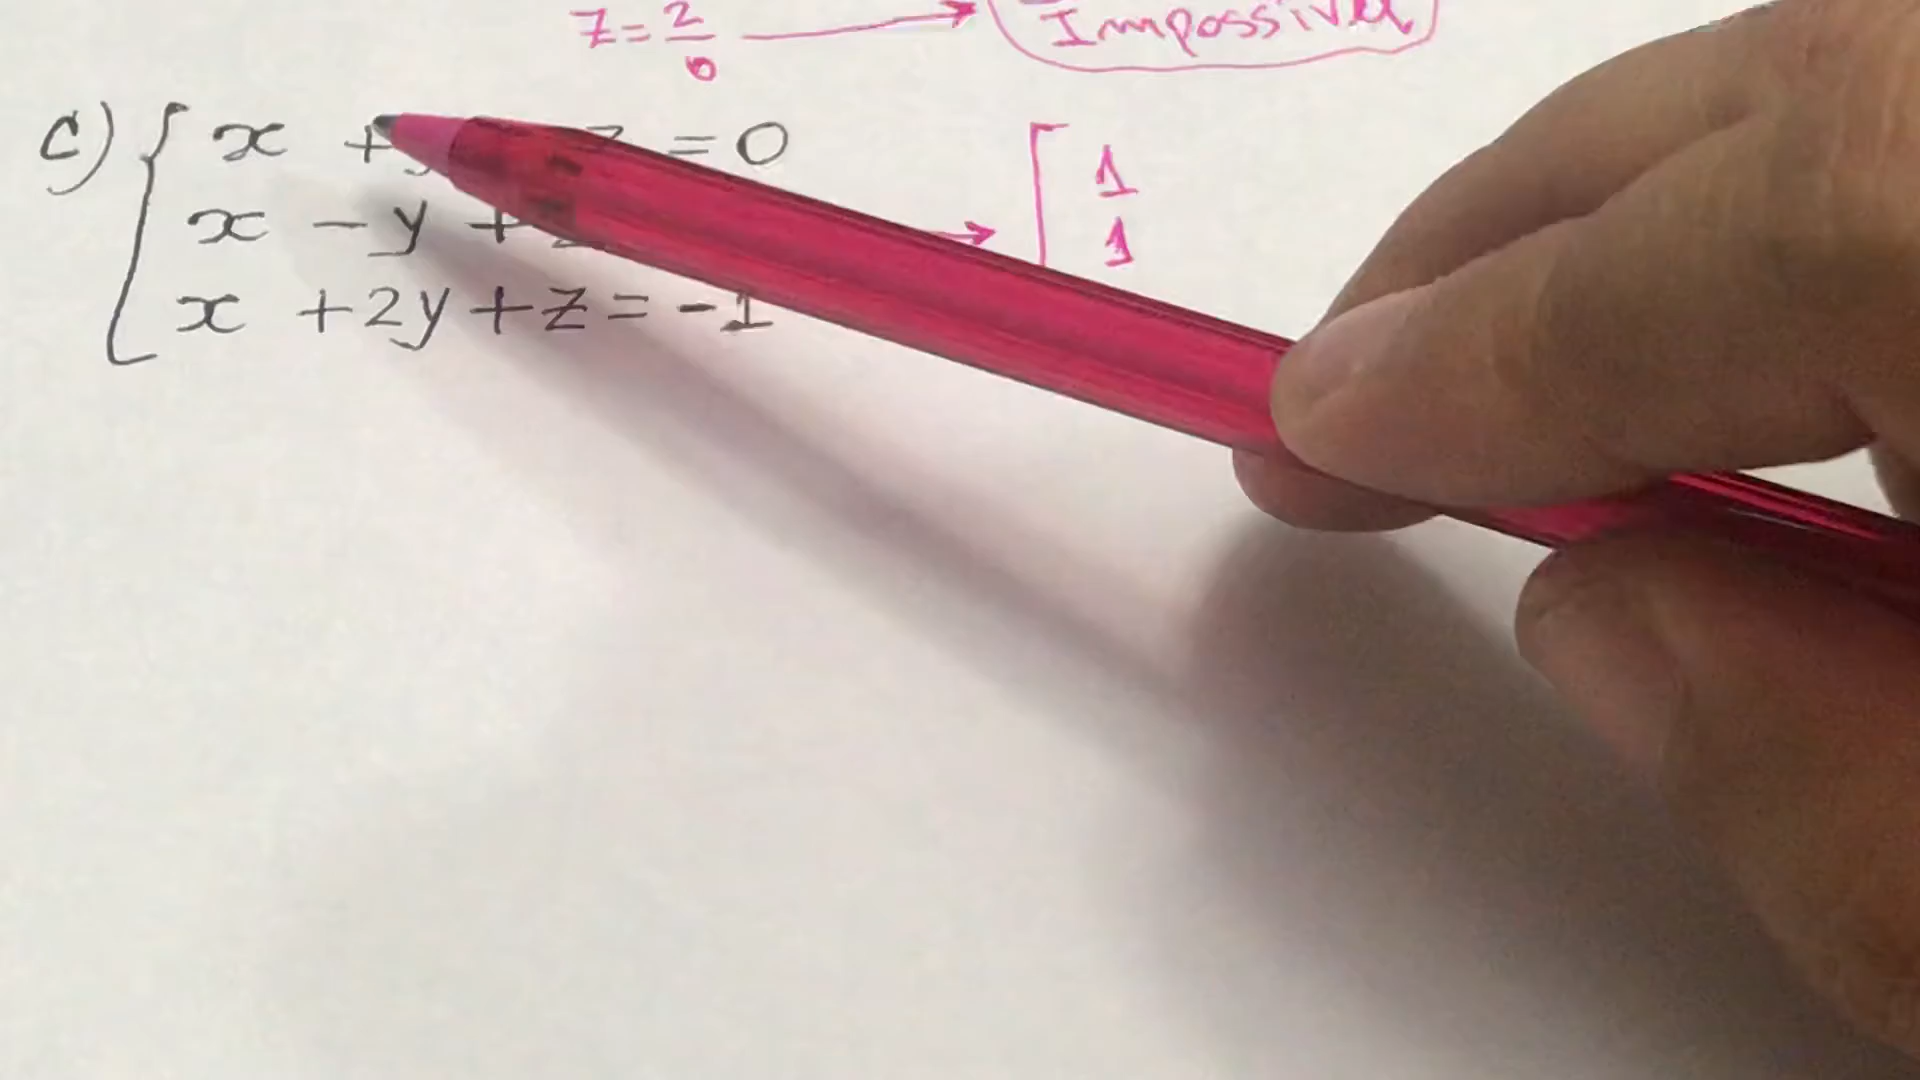 z = 2/0 → Impossível
c) { x + y z = 0
x - y + z
x + 2y + z = -1
→ [ 1
1